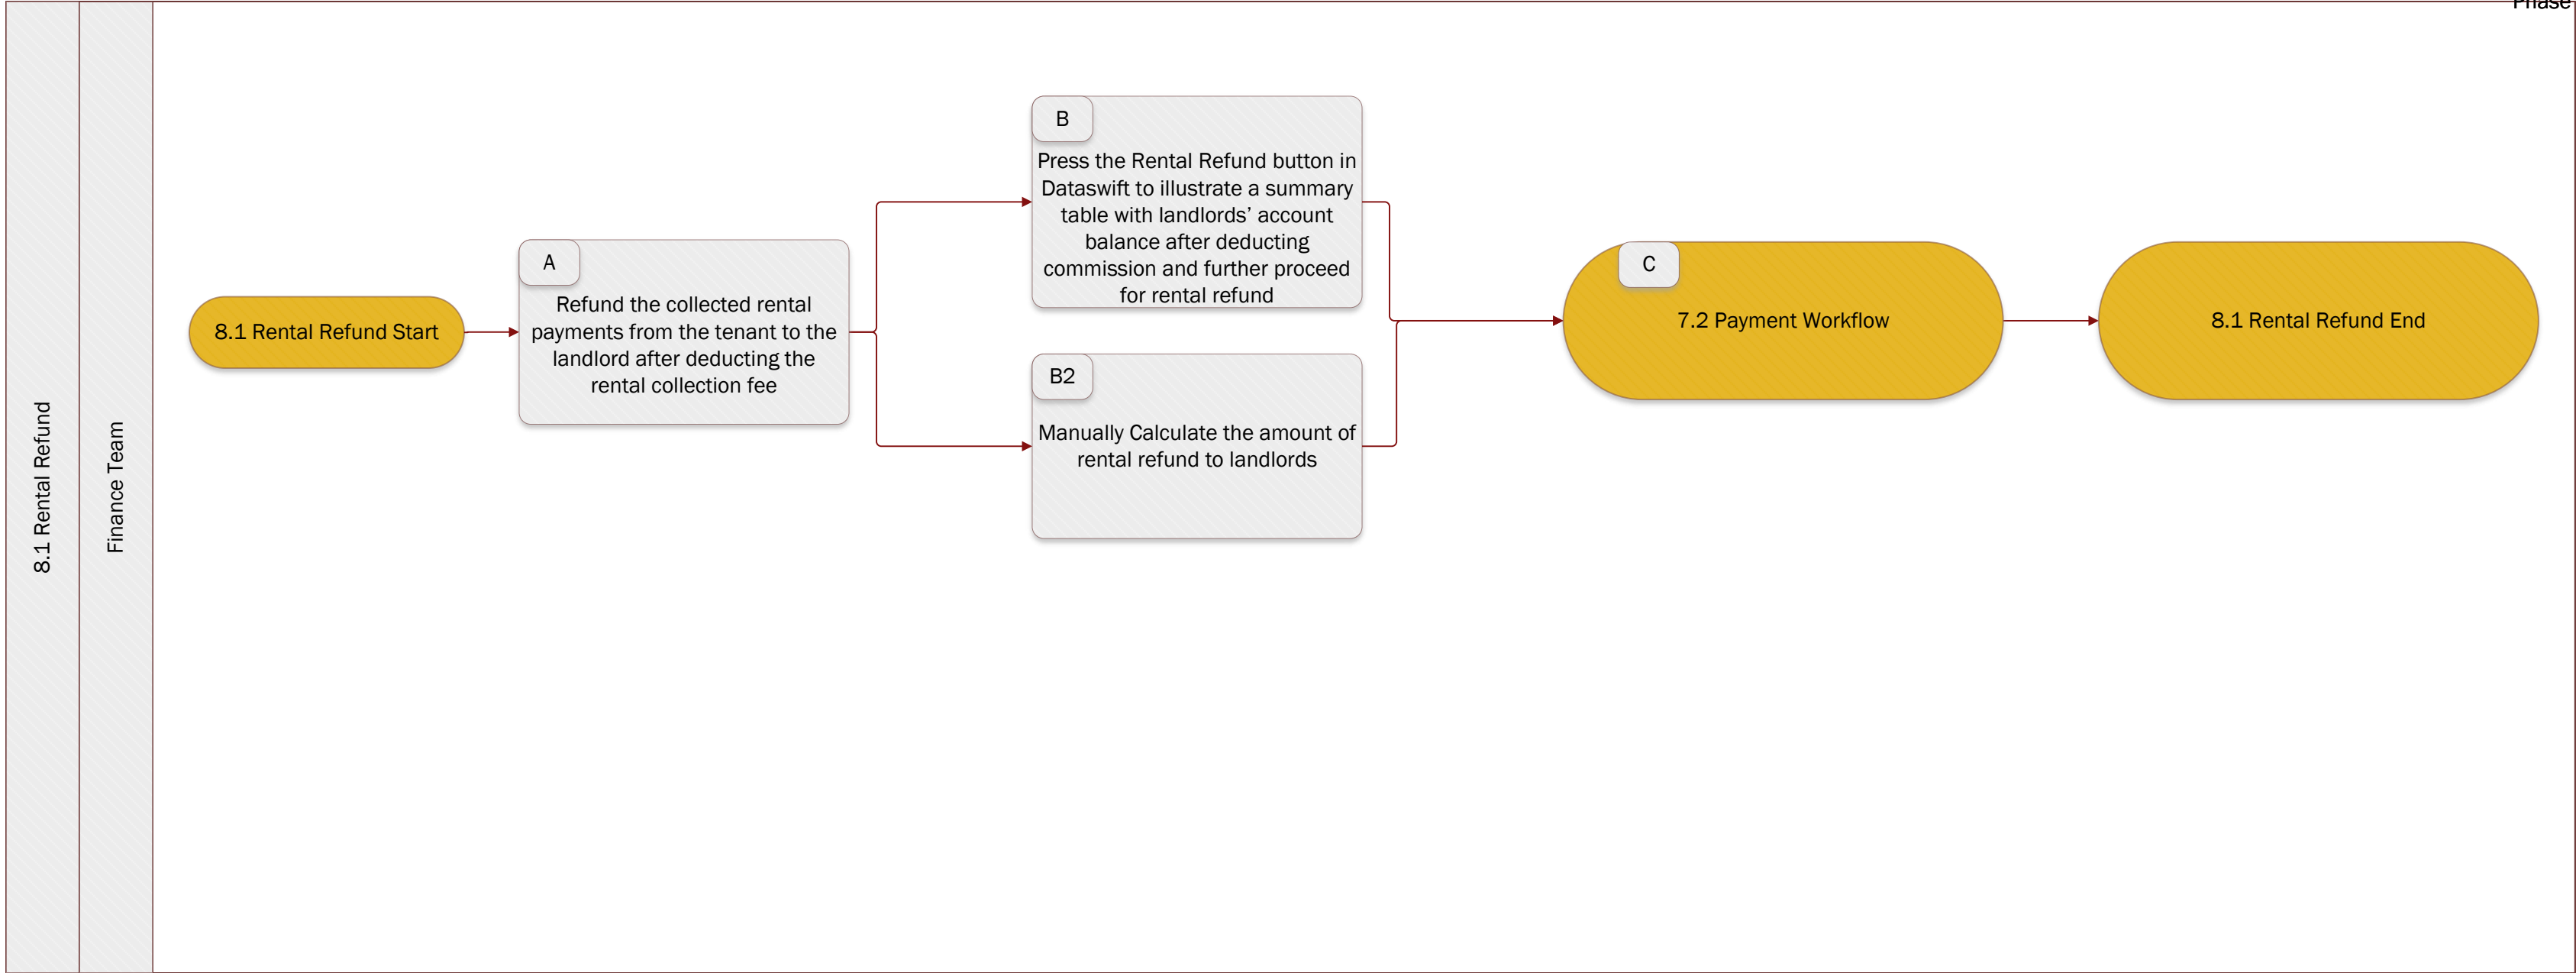 Phase
8.1 Rental Refund
Finance Team
8.1 Rental Refund Start
A
Refund the collected rental
payments from the tenant to the
landlord after deducting the
rental collection fee
B
Press the Rental Refund button in
Dataswift to illustrate a summary
table with landlords’ account
balance after deducting
commission and further proceed
for rental refund
B2
Manually Calculate the amount of
rental refund to landlords
C
7.2 Payment Workflow
8.1 Rental Refund End